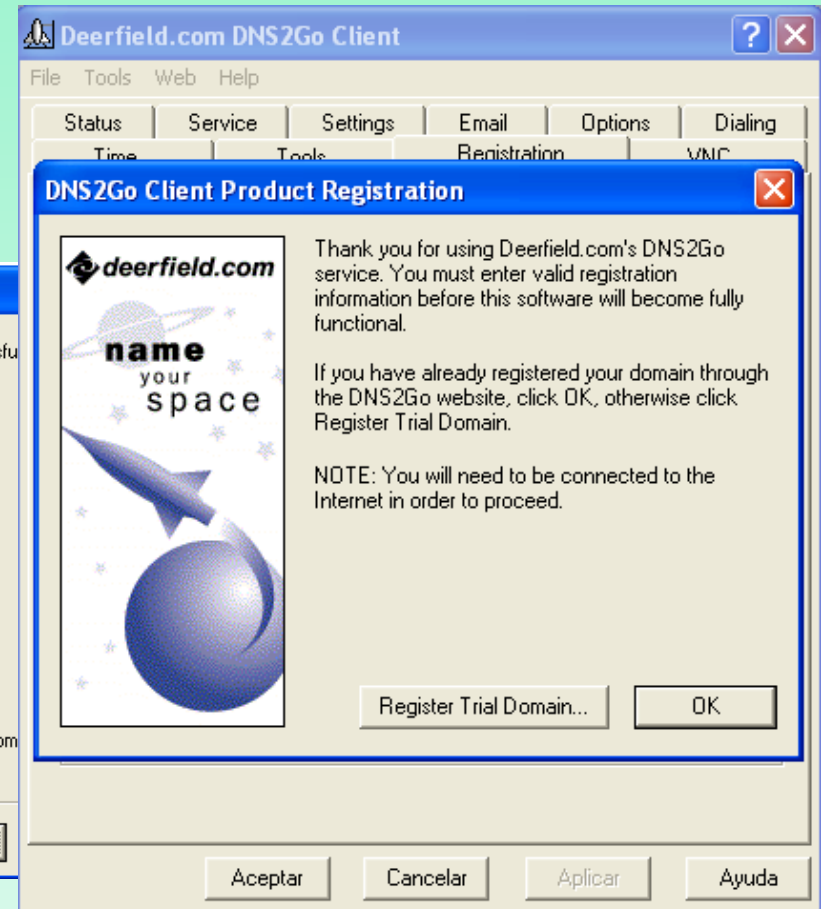 Deerfield.com DNS2Go Client
File Tools Web Help
Status Service Settings Email Options Dialing
Time Tools Registration VNC
DNS2Go Client Product Registration
deerfield.com
name
your
space
Thank you for using Deerfield.com's DNS2Go
service. You must enter valid registration
information before this software will become fully
functional.
If you have already registered your domain through
the DNS2Go website, click OK, otherwise click
Register Trial Domain.
NOTE: You will need to be connected to the
Internet in order to proceed.
Register Trial Domain... OK
Aceptar Cancelar Aplicar Ayuda